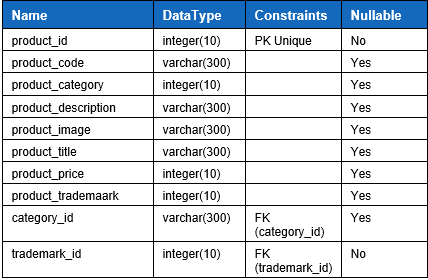 Name DataType Constraints Nullable
product_id integer(10) PK Unique No
product_code varchar(300) Yes
product_category integer(10) Yes
product_description varchar(300) Yes
product_image varchar(300) Yes
product_title varchar(300) Yes
product_price integer(10) Yes
product_trademaark integer(10) Yes
category_id varchar(300) FK Yes
(category_id)
trademark_id integer(10) FK No
(trademark_id)